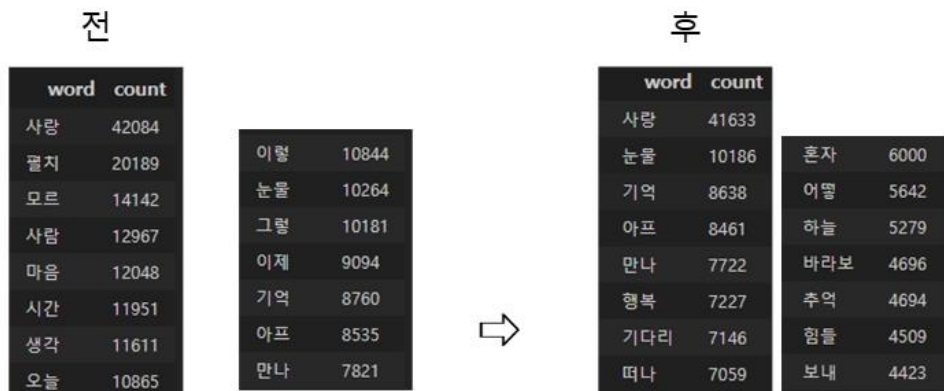 전
word count
사랑 42084
펼치 20189
모르 14142
사람 12967
마음 12048
시간 11951
생각 11611
오늘 10865
이렇 10844
눈물 10264
그렇 10181
이제 9094
기억 8760
아프 8535
만나 7821
후
word count
사랑 41633
눈물 10186
기억 8638
아프 8461
만나 7722
행복 7227
기다리 7146
떠나 7059
혼자 6000
어떻 5642
하늘 5279
바라보 4696
추억 4694
힘들 4509
보내 4423